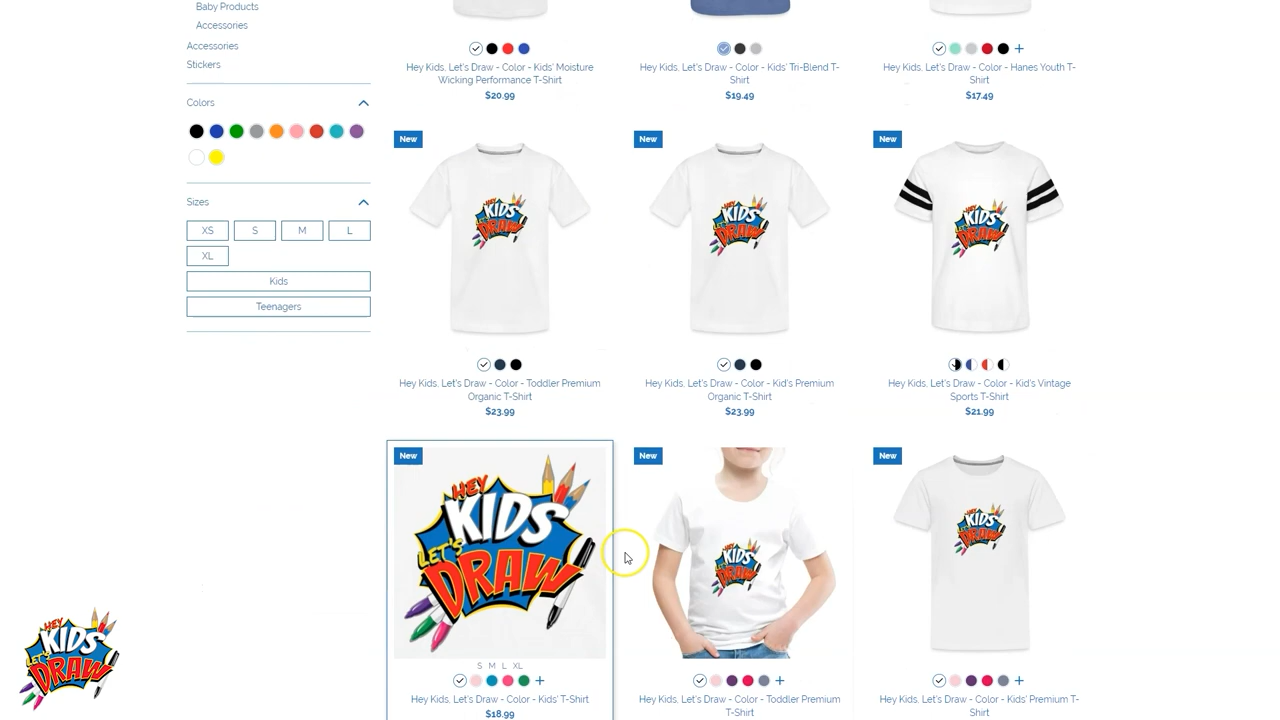 Baby Products
Accessories
Accessories
Stickers
Colors
Sizes
XS
S
M
L
XL
Kids
Teenagers
Hey Kids, Let's Draw - Color - Kids' Moisture
Wicking Performance T-Shirt
$20.99
Hey Kids, Let's Draw - Color - Kids' Tri-Blend T-
Shirt
$19.49
Hey Kids, Let's Draw - Color - Hanes Youth T-
Shirt
$17.49
New
HEY
KIDS
LET'S
DRAW
Hey Kids, Let's Draw - Color - Toddler Premium
Organic T-Shirt
$23.99
New
HEY
KIDS
LET'S
DRAW
Hey Kids, Let's Draw - Color - Kid's Premium
Organic T-Shirt
$23.99
New
HEY
KIDS
LET'S
DRAW
Hey Kids, Let's Draw - Color - Kid's Vintage
Sports T-Shirt
$21.99
New
HEY
KIDS
LET'S
DRAW
S M L XL
Hey Kids, Let's Draw - Color - Kids' T-Shirt
$18.99
New
HEY
KIDS
LET'S
DRAW
Hey Kids, Let's Draw - Color - Toddler Premium
T-Shirt
New
HEY
KIDS
LET'S
DRAW
Hey Kids, Let's Draw - Color - Kids' Premium T-
Shirt
HEY
KIDS
LET'S
DRAW